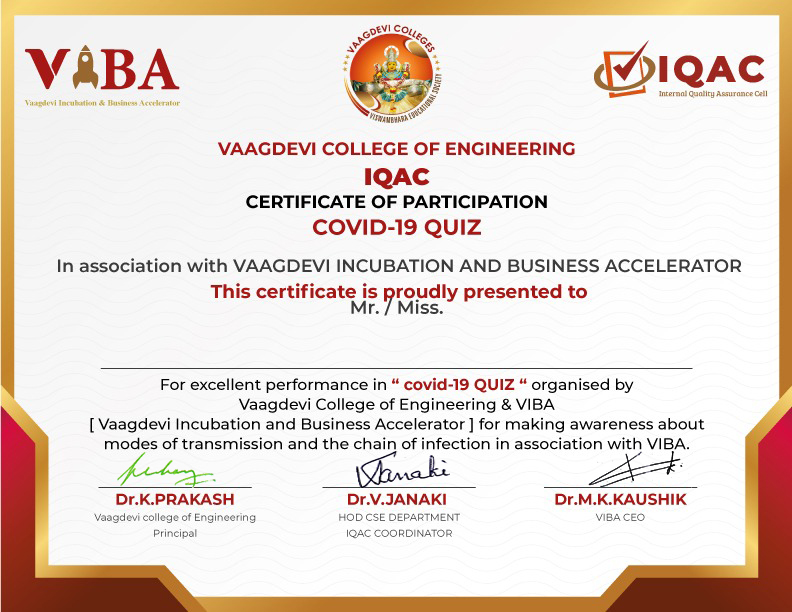 VIBA
Vaagdevi Incubation & Business Accelerator
VAAGDEVI COLLEGES
VISWAMBHARA EDUCATIONAL SOCIETY
IQAC
Internal Quality Assurance Cell
VAAGDEVI COLLEGE OF ENGINEERING
IQAC
CERTIFICATE OF PARTICIPATION
COVID-19 QUIZ
In association with VAAGDEVI INCUBATION AND BUSINESS ACCELERATOR
This certificate is proudly presented to
Mr. / Miss.
For excellent performance in “ covid-19 QUIZ “ organised by
Vaagdevi College of Engineering & VIBA
[ Vaagdevi Incubation and Business Accelerator ] for making awareness about
modes of transmission and the chain of infection in association with VIBA.
Dr.K.PRAKASH
Vaagdevi college of Engineering
Principal
VJanaki
Dr.V.JANAKI
HOD CSE DEPARTMENT
IQAC COORDINATOR
Dr.M.K.KAUSHIK
VIBA CEO